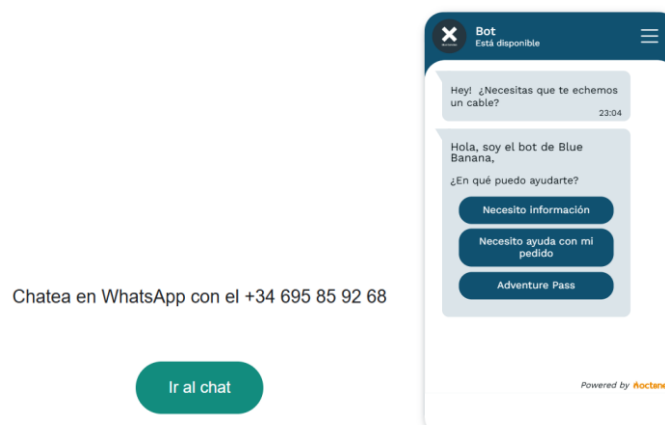 Bot
Está disponible
Hey! ¿Necesitas que te echemos
un cable?
23:04
Hola, soy el bot de Blue
Banana,
¿En qué puedo ayudarte?
Necesito información
Necesito ayuda con mi
pedido
Adventure Pass
Chatea en WhatsApp con el +34 695 85 92 68
Ir al chat
Powered by